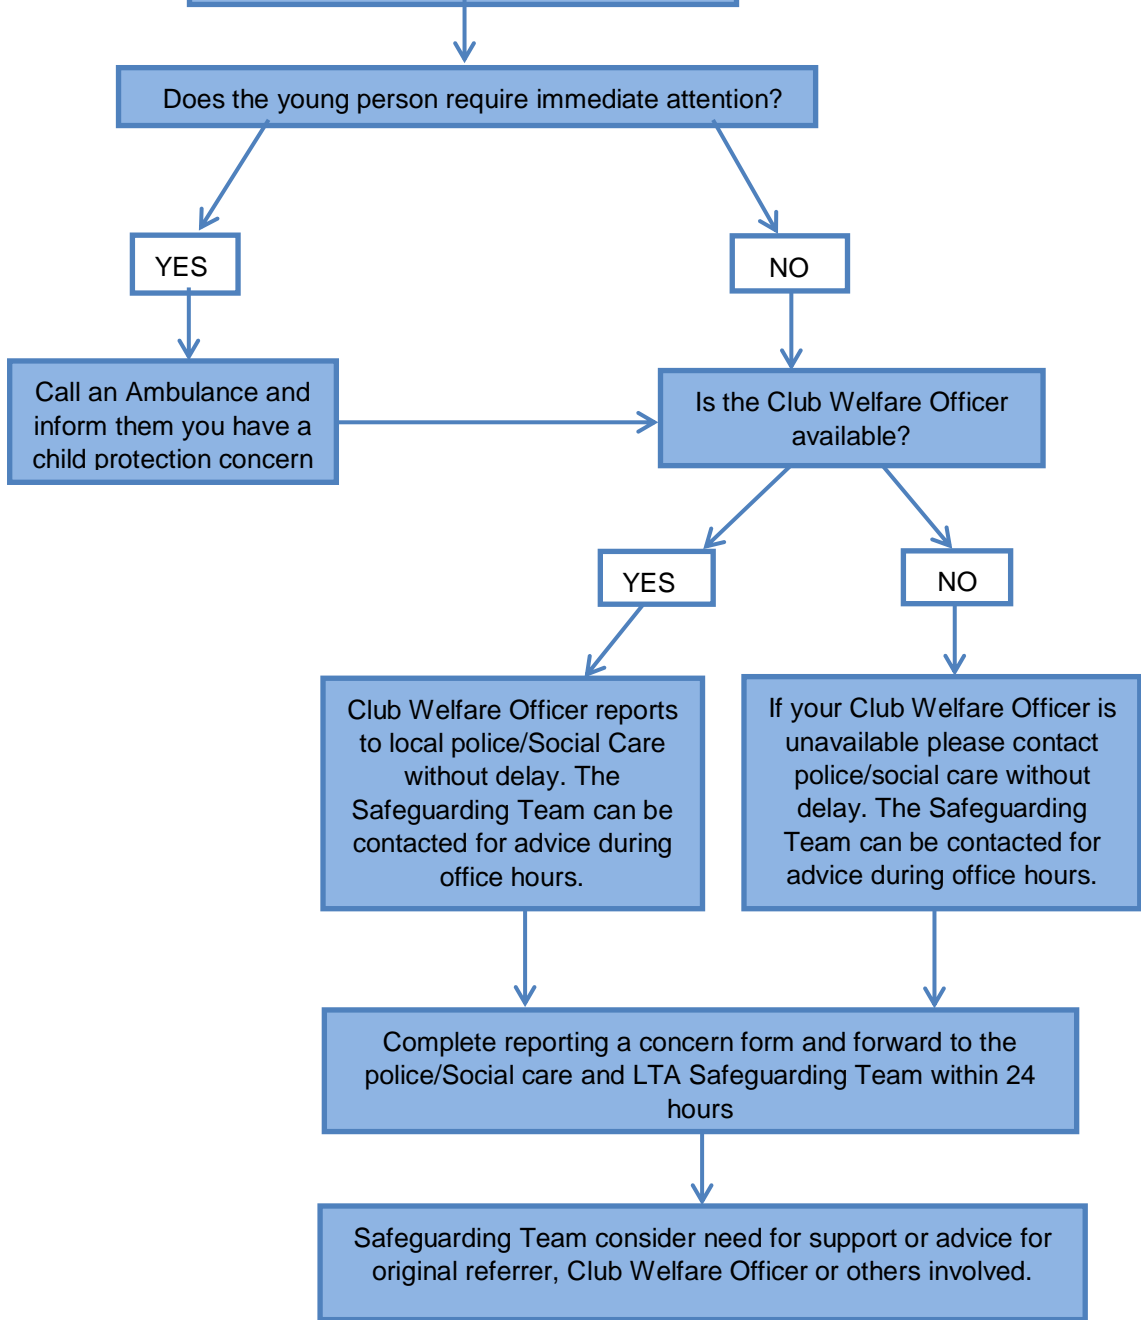 Does the young person require immediate attention?
YES
NO
Call an Ambulance and
inform them you have a
child protection concern
Is the Club Welfare Officer
available?
YES
NO
Club Welfare Officer reports
to local police/Social Care
without delay. The
Safeguarding Team can be
contacted for advice during
office hours.
If your Club Welfare Officer is
unavailable please contact
police/social care without
delay. The Safeguarding
Team can be contacted for
advice during office hours.
Complete reporting a concern form and forward to the
police/Social care and LTA Safeguarding Team within 24
hours
Safeguarding Team consider need for support or advice for
original referrer, Club Welfare Officer or others involved.